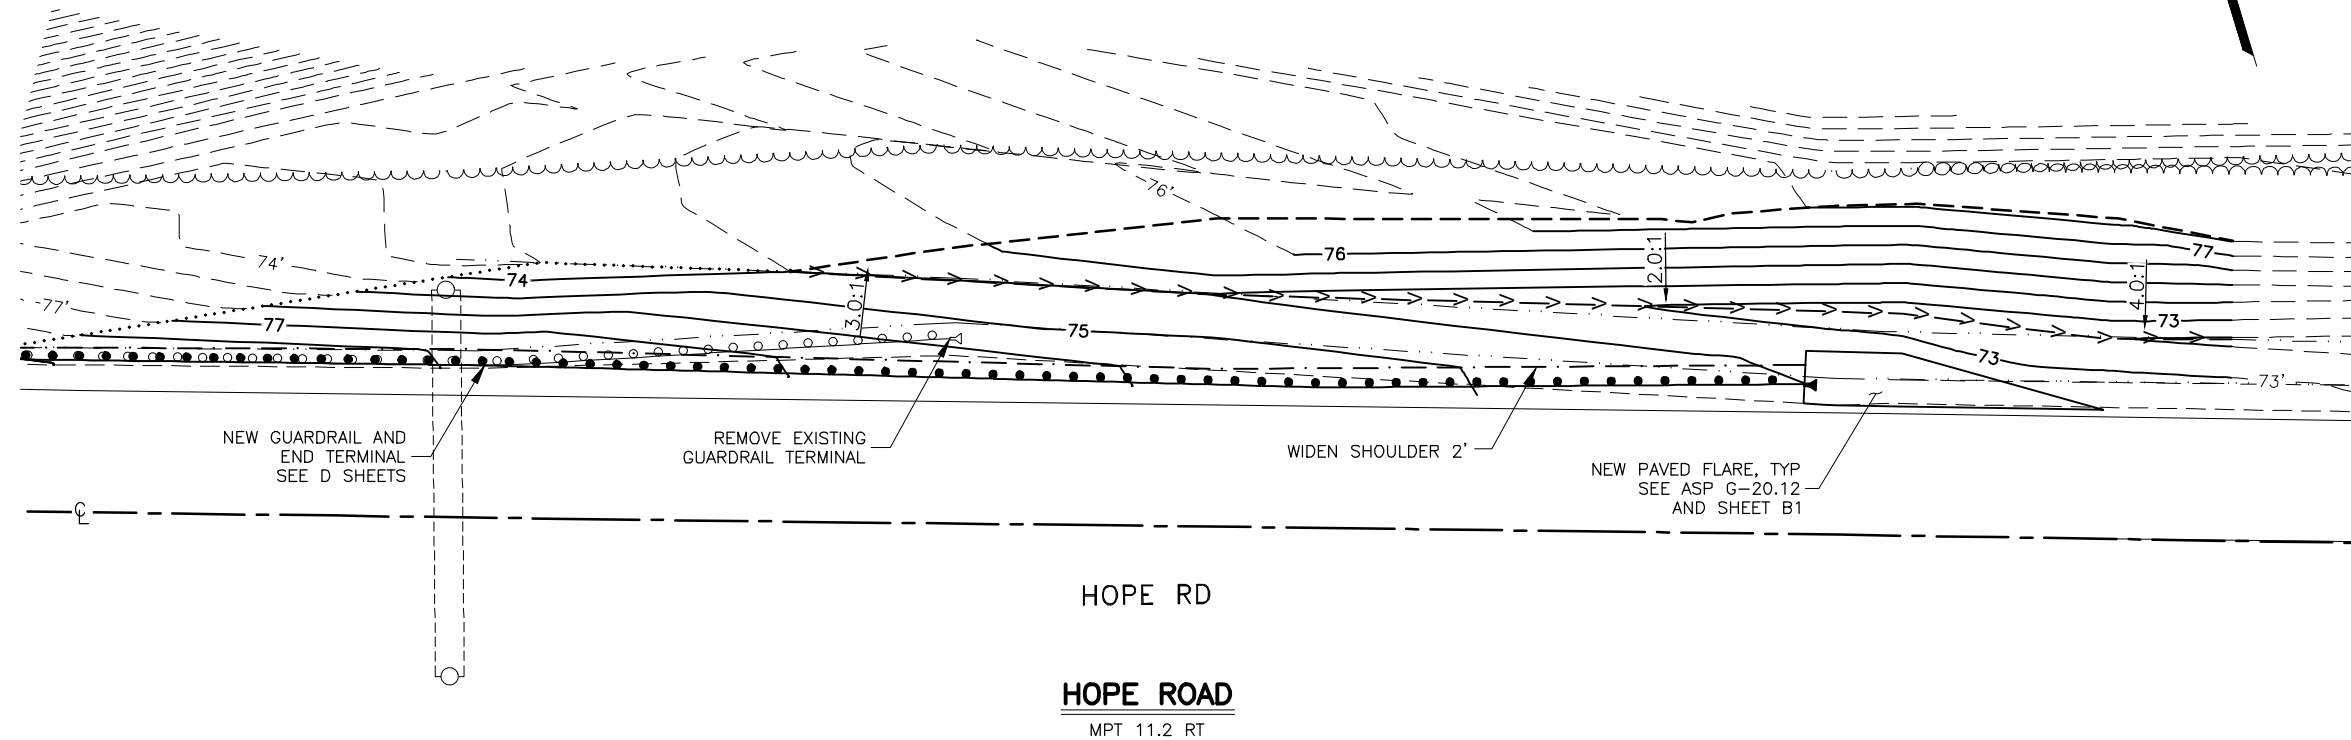 76'
74'
77'
74
77
76
2.0:1
77
4.0:1
3.0:1
75
73
73
73'
NEW GUARDRAIL AND
END TERMINAL
SEE D SHEETS
REMOVE EXISTING
GUARDRAIL TERMINAL
WIDEN SHOULDER 2'
NEW PAVED FLARE, TYP
SEE ASP G-20.12
AND SHEET B1
CL
HOPE RD
HOPE ROAD
MPT 11.2 RT